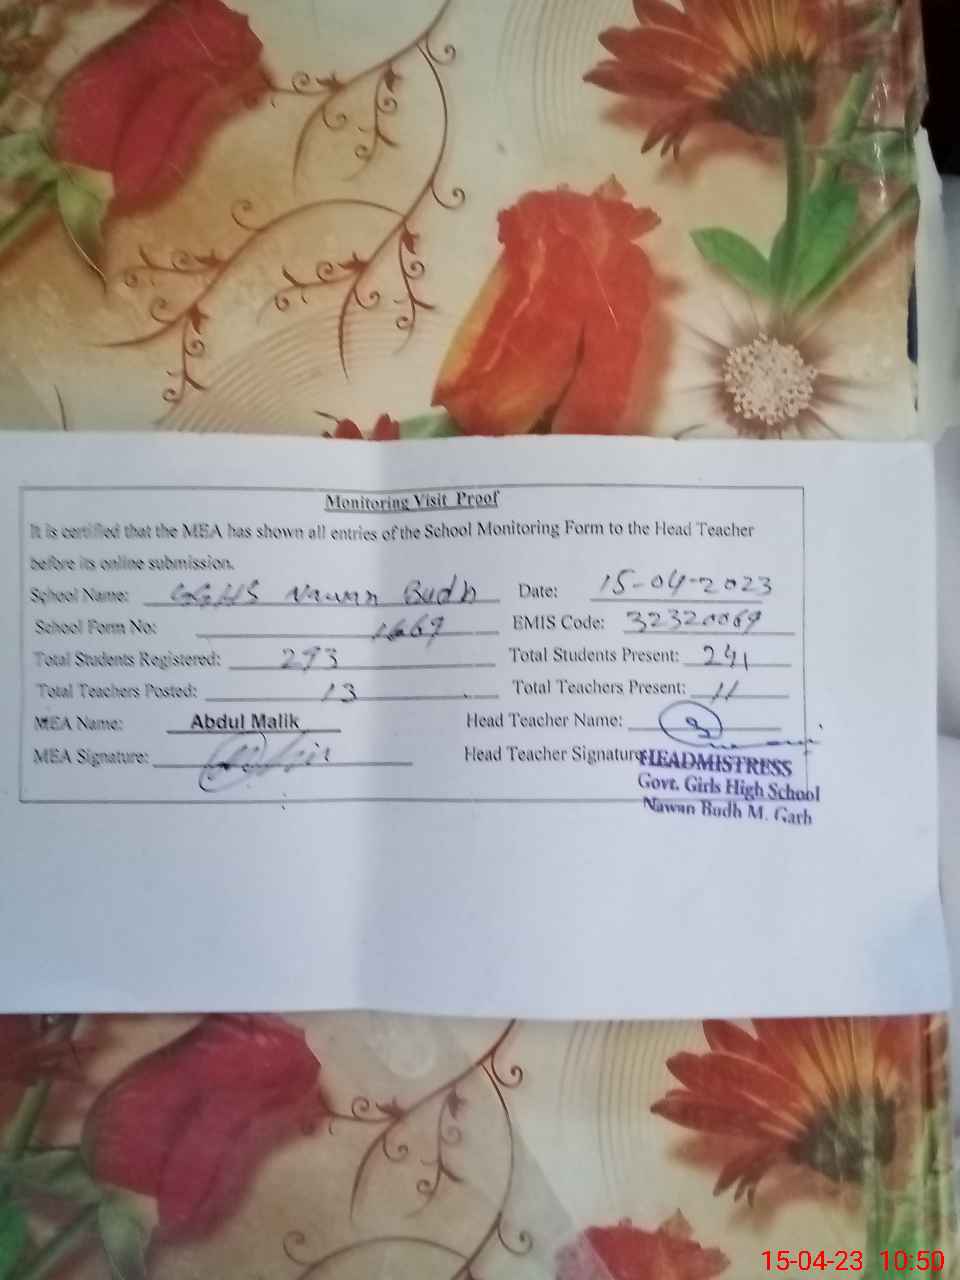 Monitoring Visit Proof
It is certified that the MEA has shown all entries of the School Monitoring Form to the Head Teacher
before its online submission.
School Name: GGHS Nawan Budh Date: 15-04-2023
School Form No: 1669 EMIS Code: 32320069
Total Students Registered: 293 Total Students Present: 241
Total Teachers Posted: 13 Total Teachers Present: 11
MEA Name: Abdul Malik Head Teacher Name:
MEA Signature: Head Teacher Signature
HEADMISTRESS
Govt. Girls High School
Nawan Budh M. Garh
15-04-23 10:50